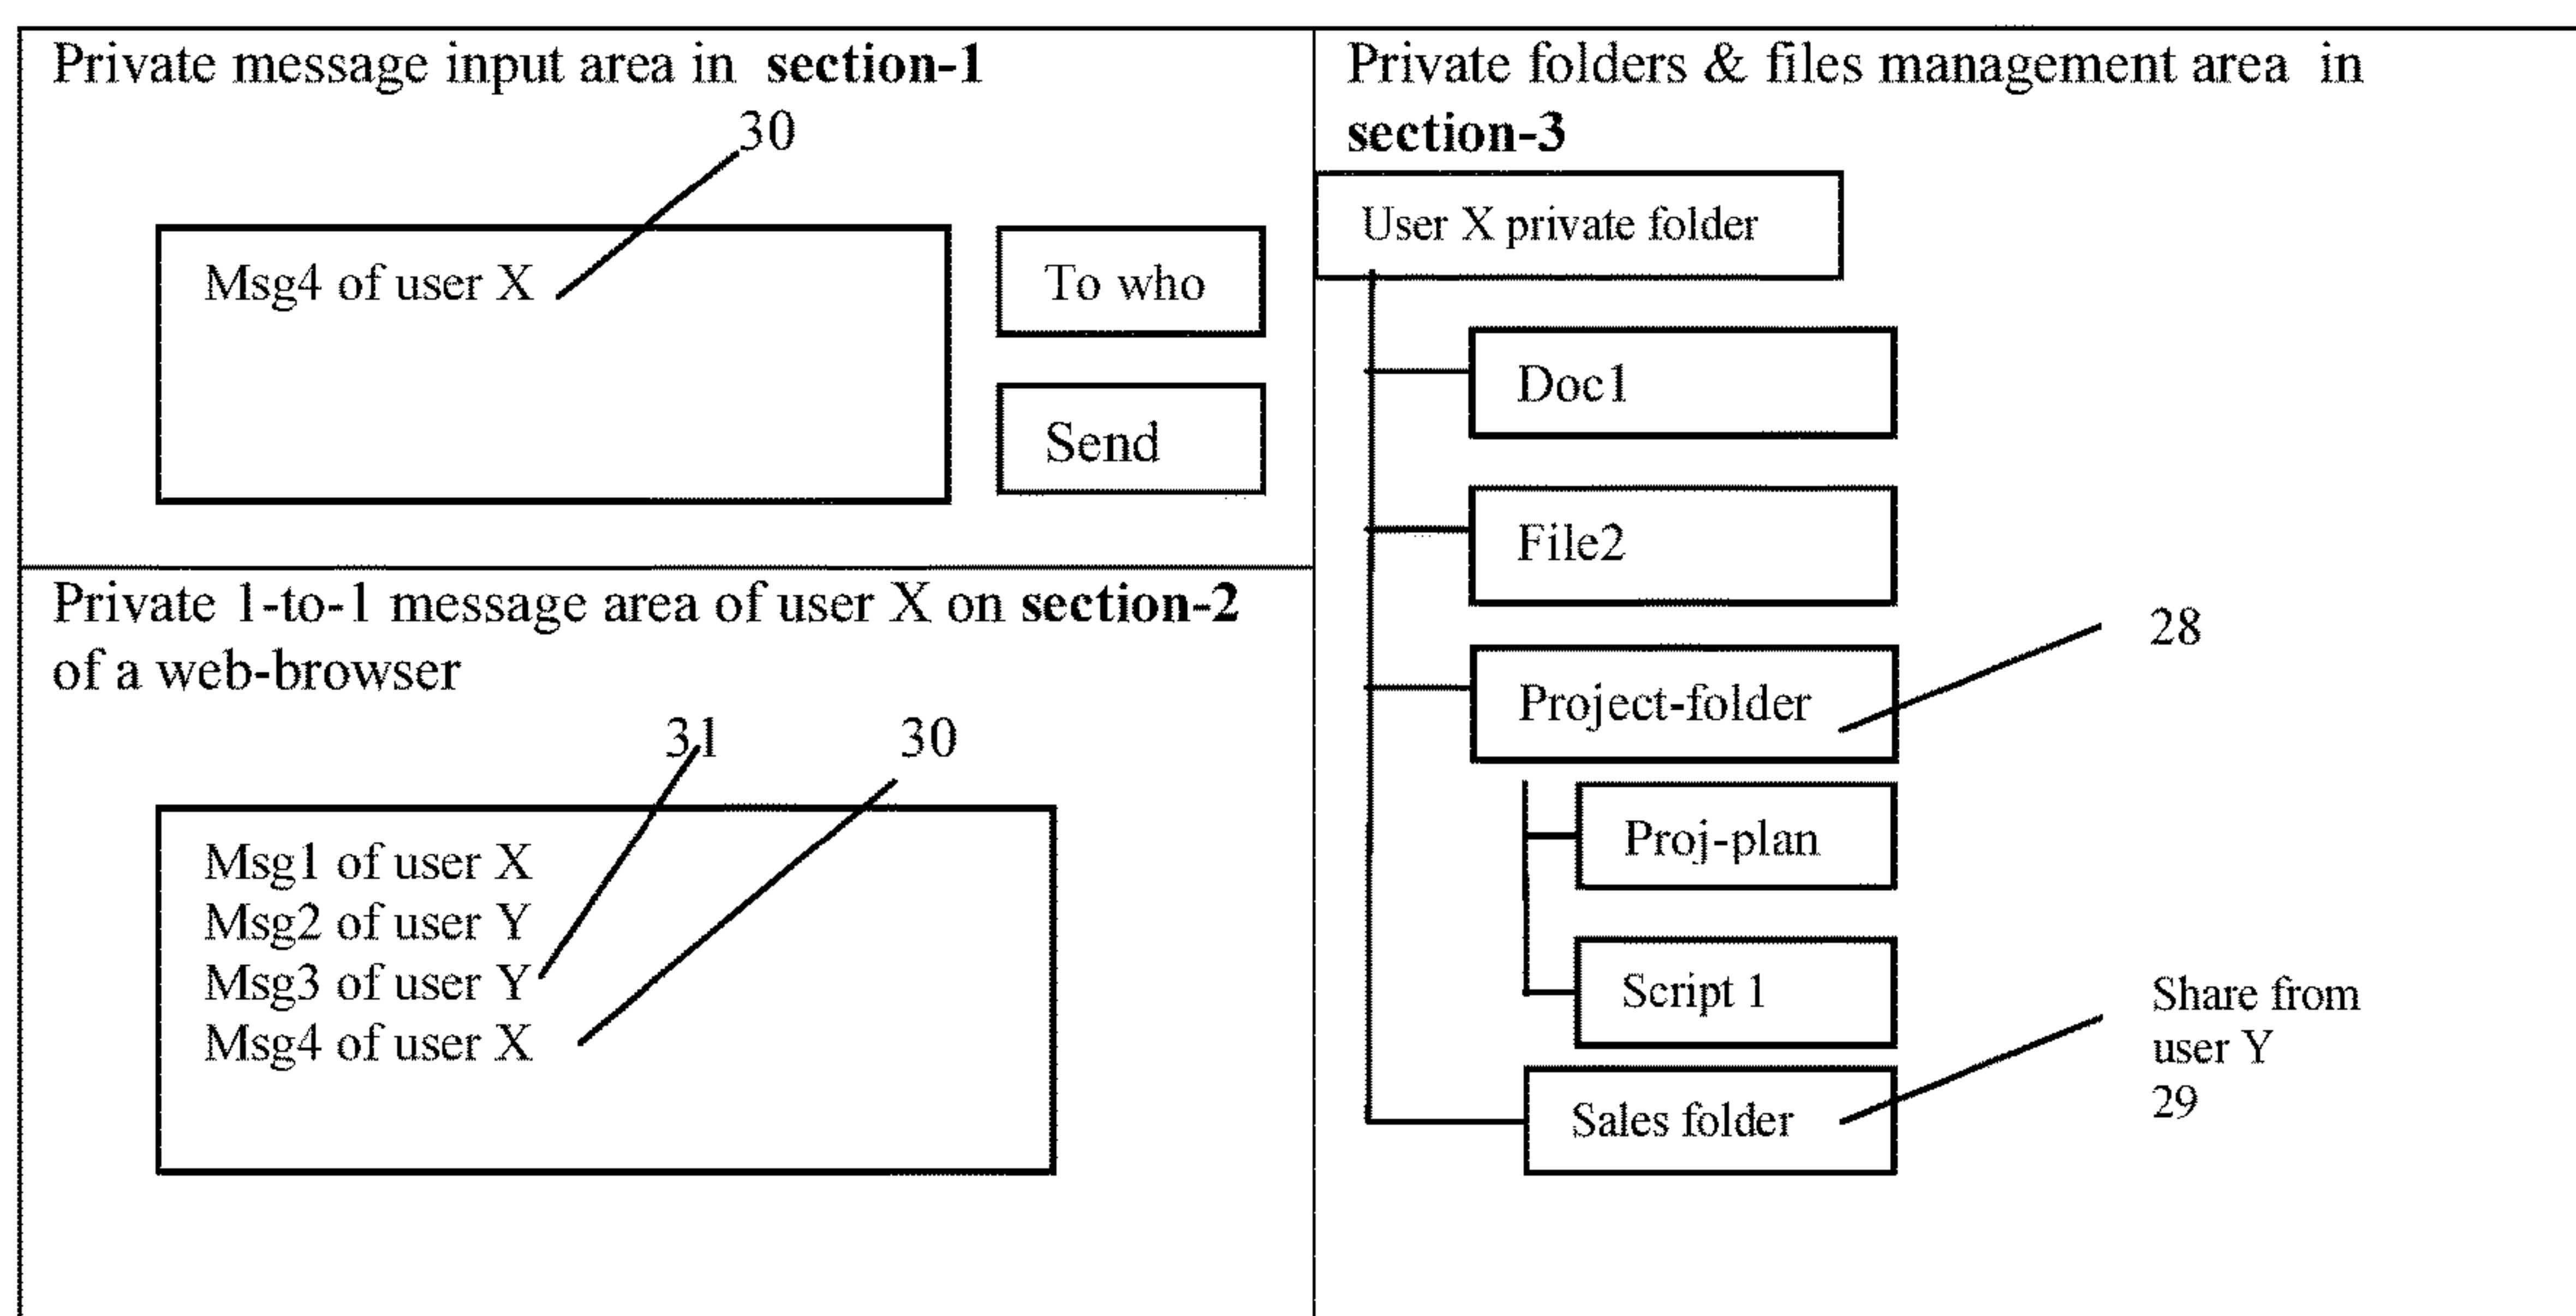 Private message input area in section-1
30
Msg4 of user X
To who
Send
Private 1-to-1 message area of user X on section-2
of a web-browser
31
30
Msg1 of user X
Msg2 of user Y
Msg3 of user Y
Msg4 of user X
Private folders & files management area in
section-3
User X private folder
Doc1
File2
Project-folder
28
Proj-plan
Script 1
Sales folder
Share from
user Y
29